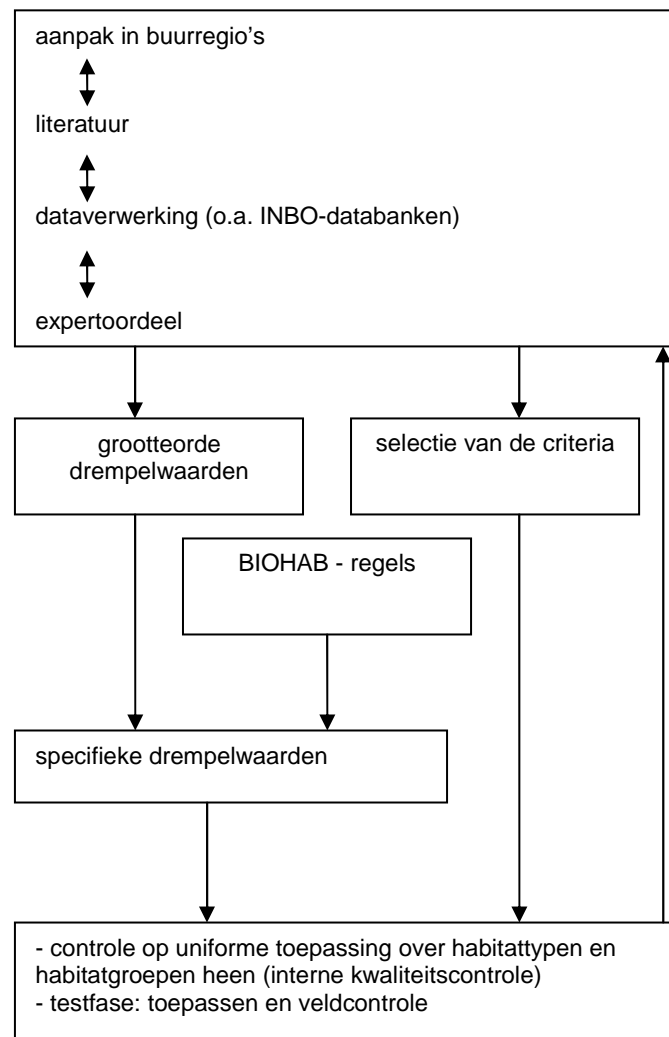 aanpak in buurregio’s
literatuur
dataverwerking (o.a. INBO-databanken)
expertoordeel
grootteorde
drempelwaarden
selectie van de criteria
BIOHAB - regels
specifieke drempelwaarden
- controle op uniforme toepassing over habitattypen en
habitatgroepen heen (interne kwaliteitscontrole)
- testfase: toepassen en veldcontrole